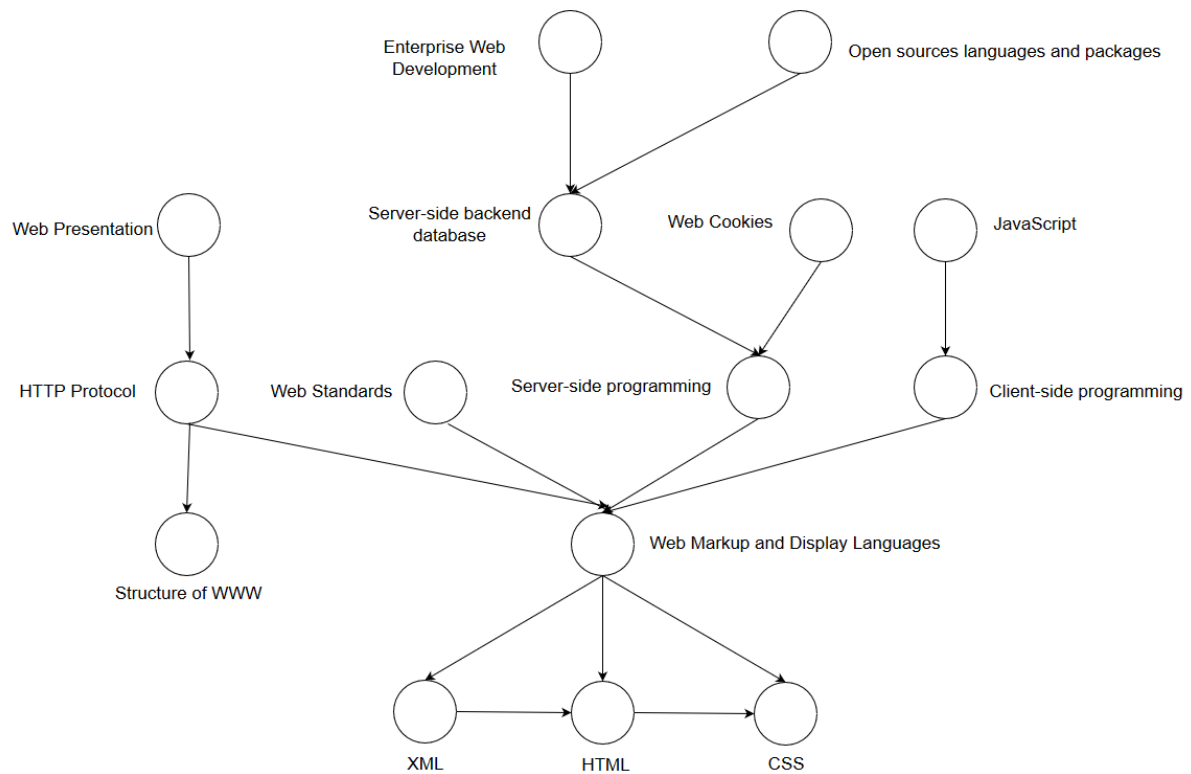 Enterprise Web
Development
Open sources languages and packages
Web Presentation
Server-side backend
database
Web Cookies
JavaScript
HTTP Protocol
Web Standards
Server-side programming
Client-side programming
Web Markup and Display Languages
Structure of WWW
XML
HTML
CSS